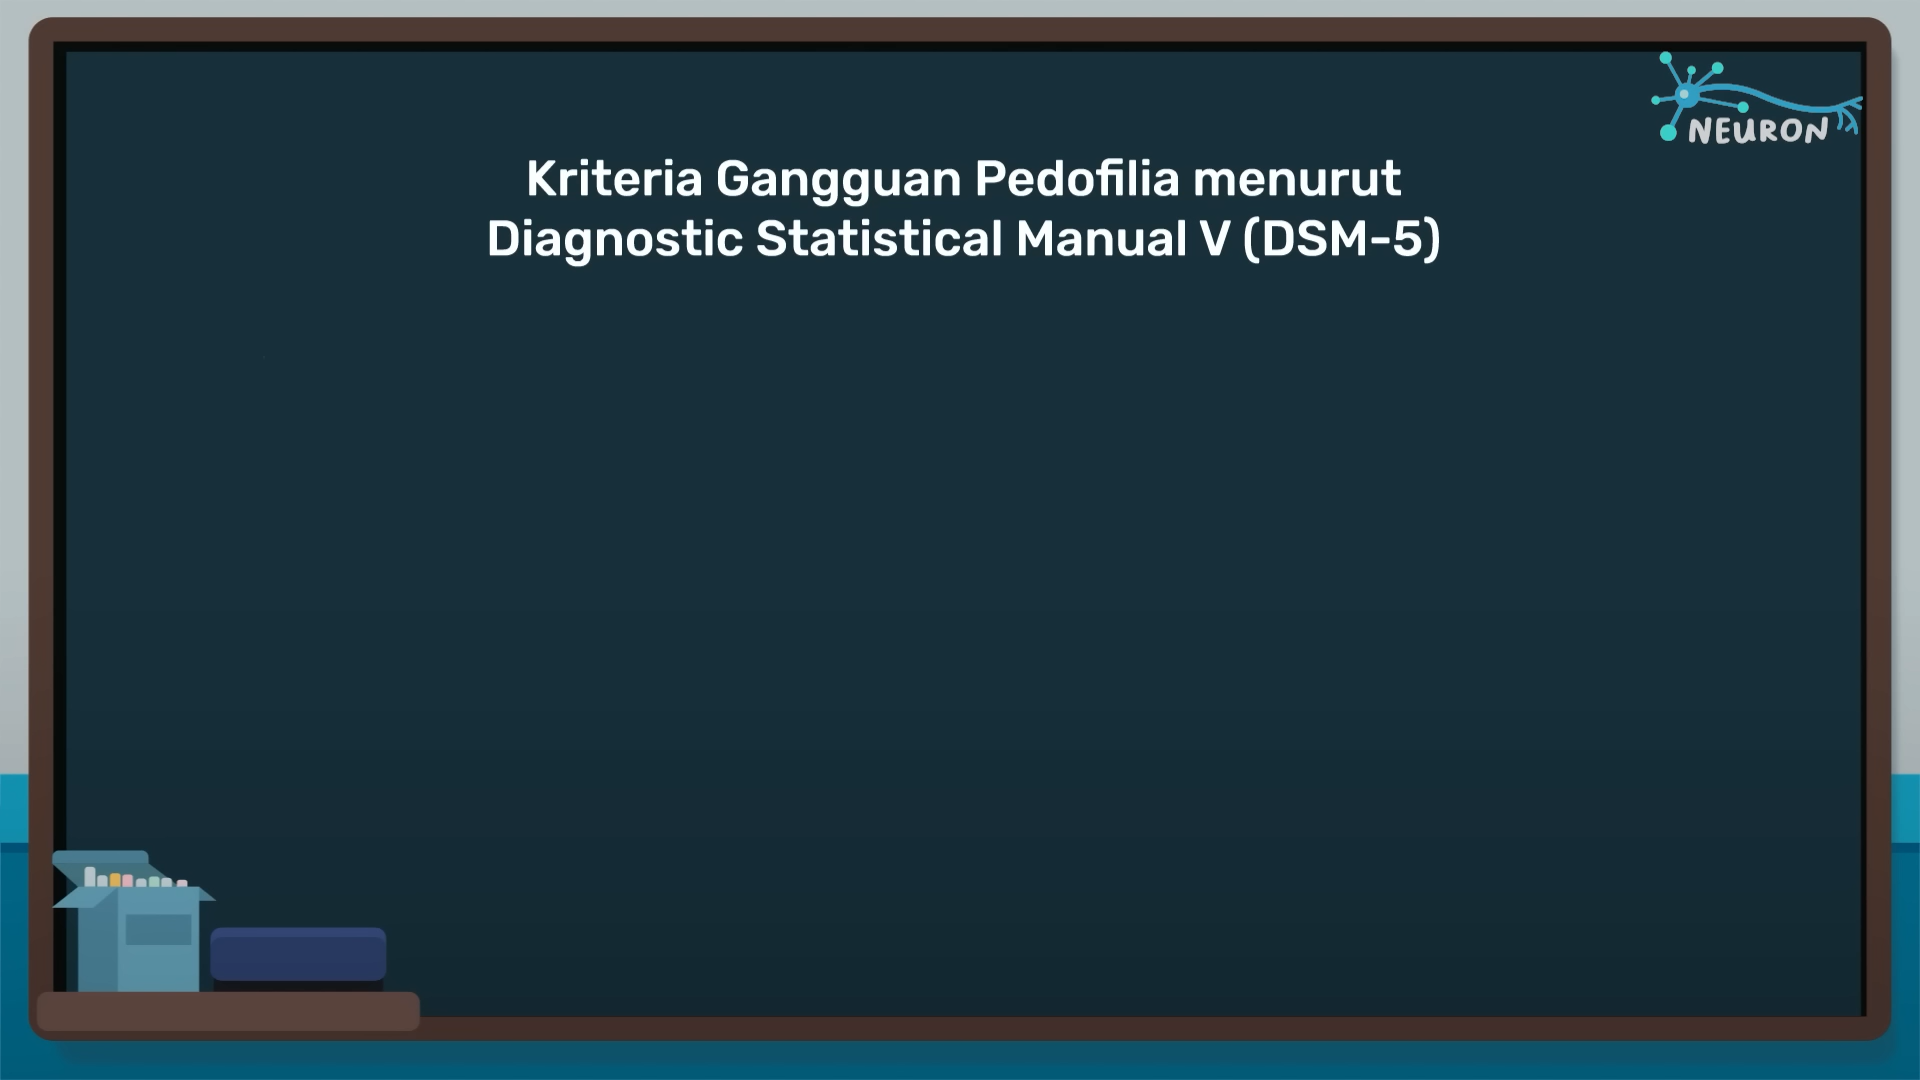 NEURON
Kriteria Gangguan Pedofilia menurut
Diagnostic Statistical Manual V (DSM-5)